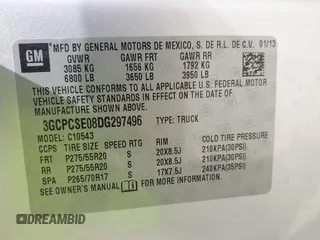 GM
MFD BY GENERAL MOTORS DE MEXICO, S. DE R.L. DE C.V. 01/13
GVWR GAWR FRT GAWR RR
3085 KG 1656 KG 1792 KG
6800 LB 3650 LB 3950 LB
THIS VEHICLE CONFORMS TO ALL APPLICABLE U.S. FEDERAL MOTOR
VEHICLE SAFETY AND THEFT PREVENTION STANDARDS IN EFFECT ON THE DATE OF
MANUFACTURE SHOWN ABOVE.
3GCPCSE08DG297496 TYPE: TRUCK
CCPS C10543
CCPS TIRE SIZE SPEED RTG RIM COLD TIRE PRESSURE
FRT P275/55R20 S 20X8.5J 210KPA(30PSI)
RR P275/55R20 S 20X8.5J 210KPA(30PSI)
SPA P265/70R17 S 17X7.5J 240KPA(35PSI)
DREAMBID